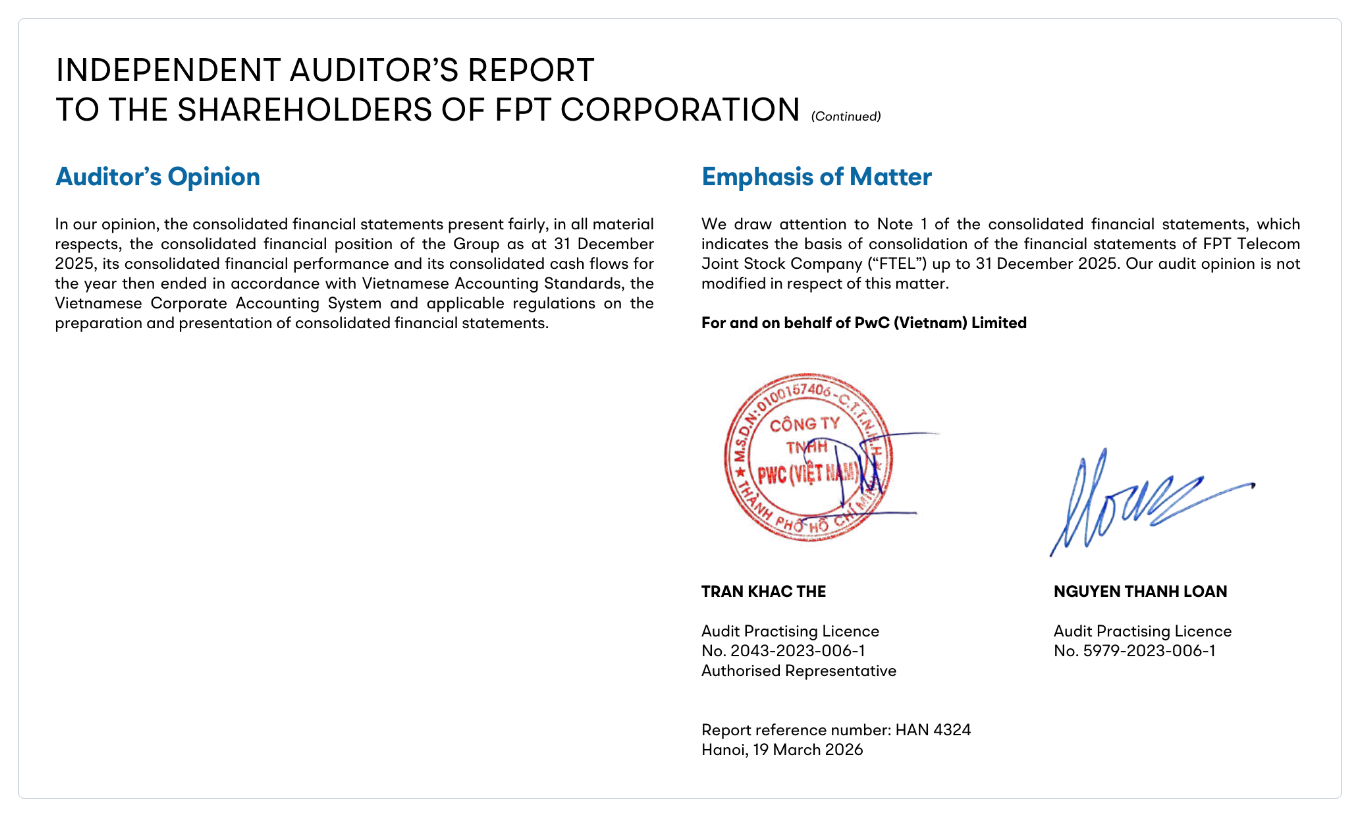 INDEPENDENT AUDITOR’S REPORT
TO THE SHAREHOLDERS OF FPT CORPORATION (Continued)
Auditor’s Opinion
In our opinion, the consolidated financial statements present fairly, in all material
respects, the consolidated financial position of the Group as at 31 December
2025, its consolidated financial performance and its consolidated cash flows for
the year then ended in accordance with Vietnamese Accounting Standards, the
Vietnamese Corporate Accounting System and applicable regulations on the
preparation and presentation of consolidated financial statements.
Emphasis of Matter
We draw attention to Note 1 of the consolidated financial statements, which
indicates the basis of consolidation of the financial statements of FPT Telecom
Joint Stock Company (“FTEL”) up to 31 December 2025. Our audit opinion is not
modified in respect of this matter.
For and on behalf of PwC (Vietnam) Limited
M.S.D.N: 0100157406-C.T.T.N.H.H
CÔNG TY
TNHH
PWC (VIỆT NAM)
THÀNH PHỐ HỒ CHÍ MINH
TRAN KHAC THE
Audit Practising Licence
No. 2043-2023-006-1
Authorised Representative
NGUYEN THANH LOAN
Audit Practising Licence
No. 5979-2023-006-1
Report reference number: HAN 4324
Hanoi, 19 March 2026